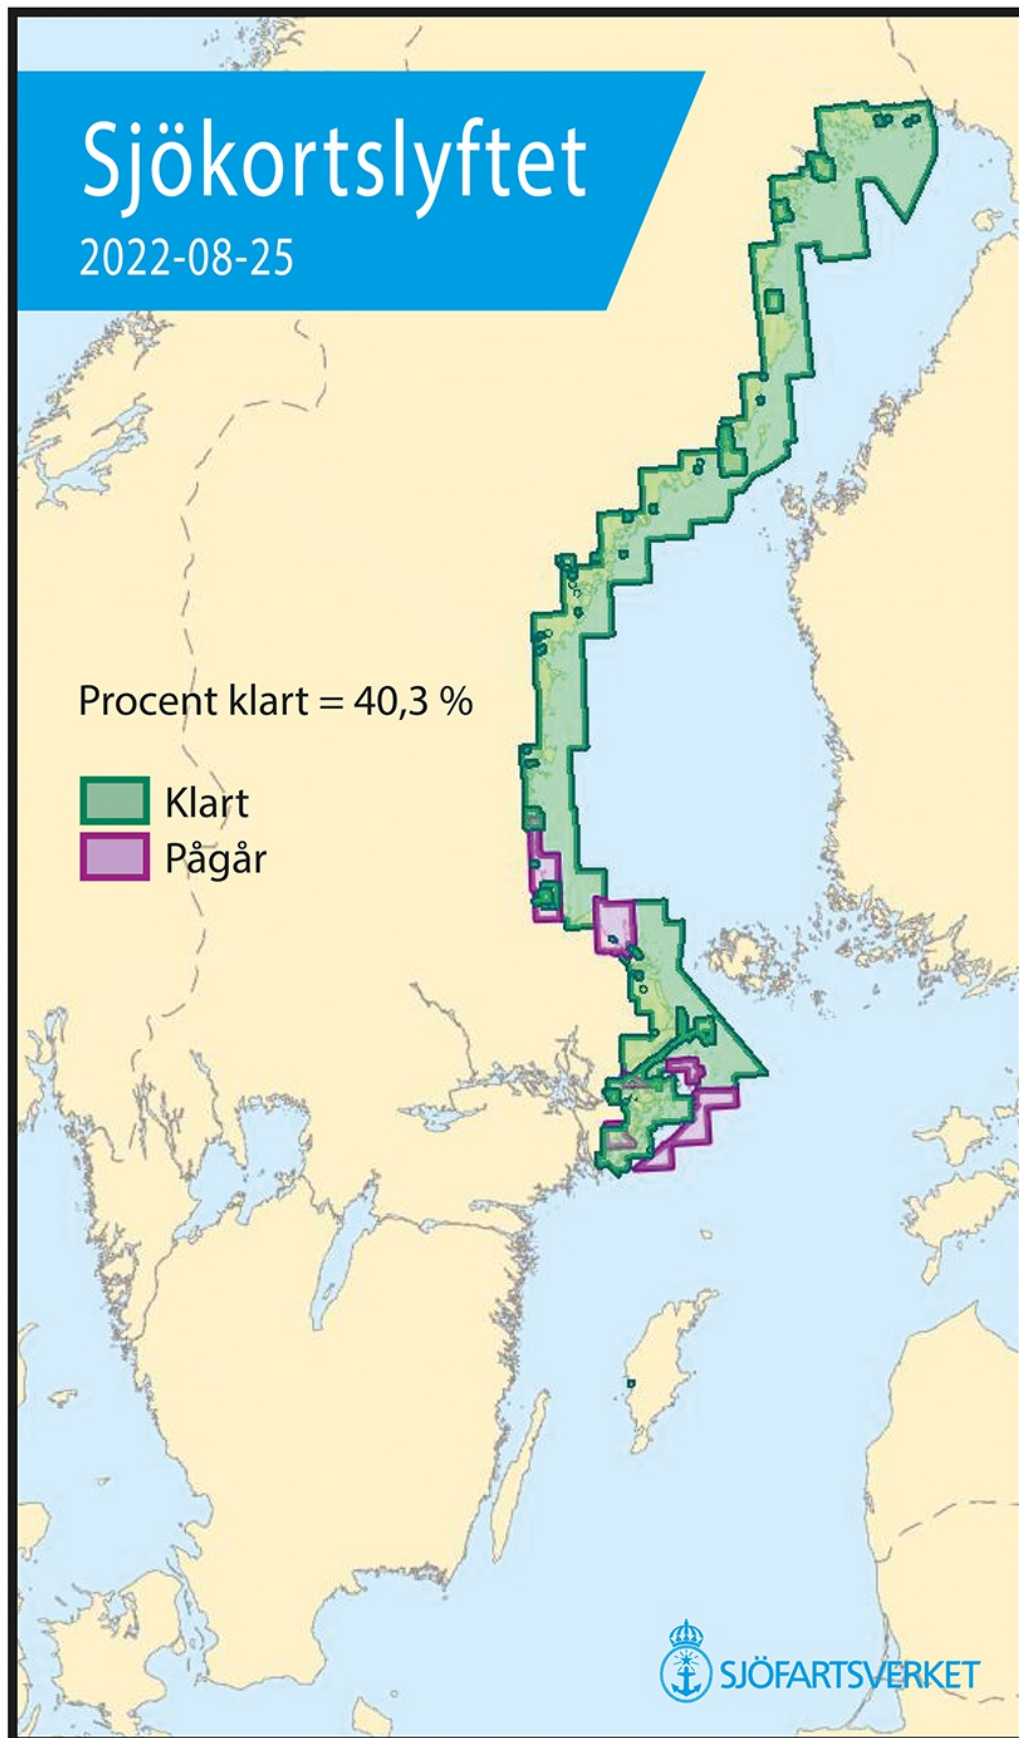 Sjökortslyftet
2022-08-25
Procent klart = 40,3 %
Klart
Pågår
SJÖFARTSVERKET